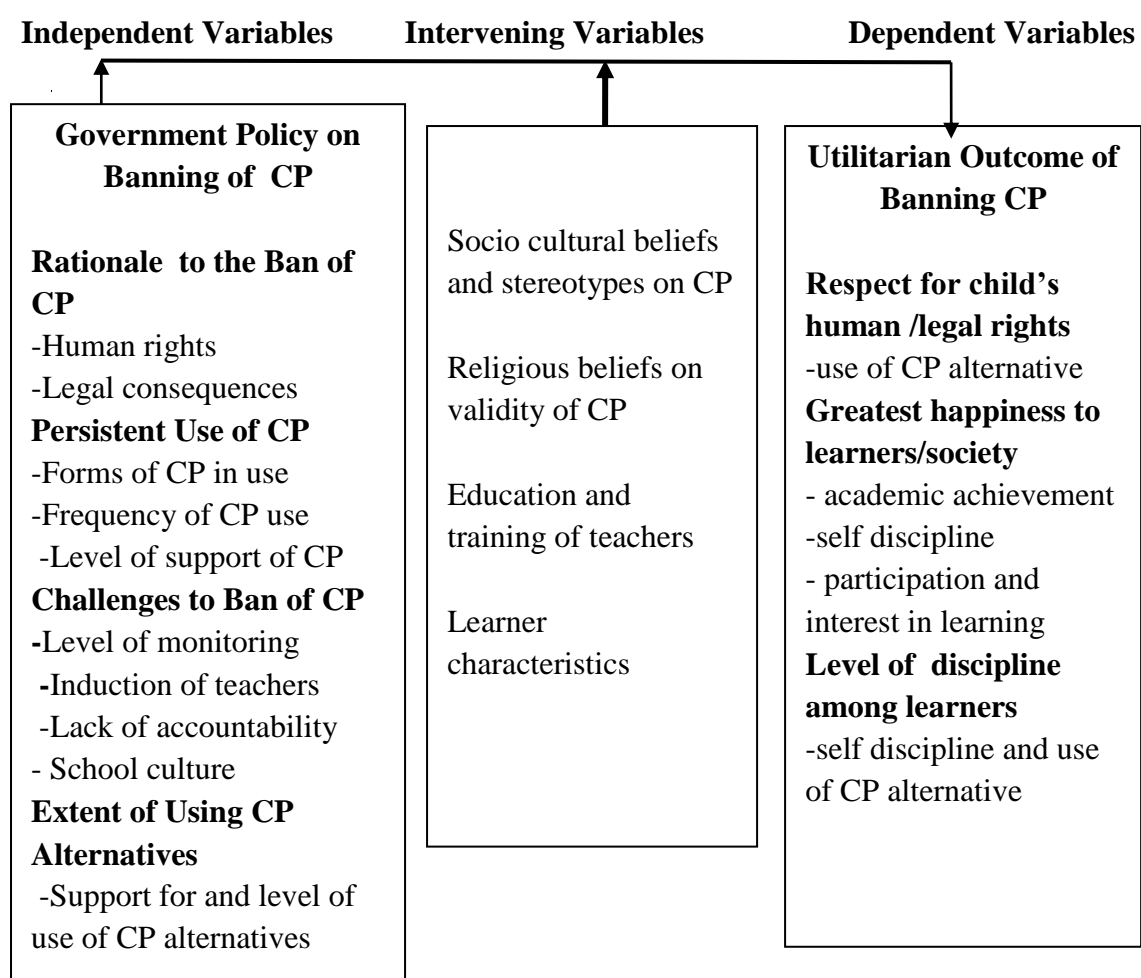 Independent Variables
Intervening Variables
Dependent Variables
Government Policy on
Banning of CP
Rationale to the Ban of
CP
-Human rights
-Legal consequences
Persistent Use of CP
-Forms of CP in use
-Frequency of CP use
-Level of support of CP
Challenges to Ban of CP
-Level of monitoring
-Induction of teachers
-Lack of accountability
- School culture
Extent of Using CP
Alternatives
-Support for and level of
use of CP alternatives
Socio cultural beliefs
and stereotypes on CP
Religious beliefs on
validity of CP
Education and
training of teachers
Learner
characteristics
Utilitarian Outcome of
Banning CP
Respect for child’s
human /legal rights
-use of CP alternative
Greatest happiness to
learners/society
- academic achievement
-self discipline
- participation and
interest in learning
Level of discipline
among learners
-self discipline and use
of CP alternative